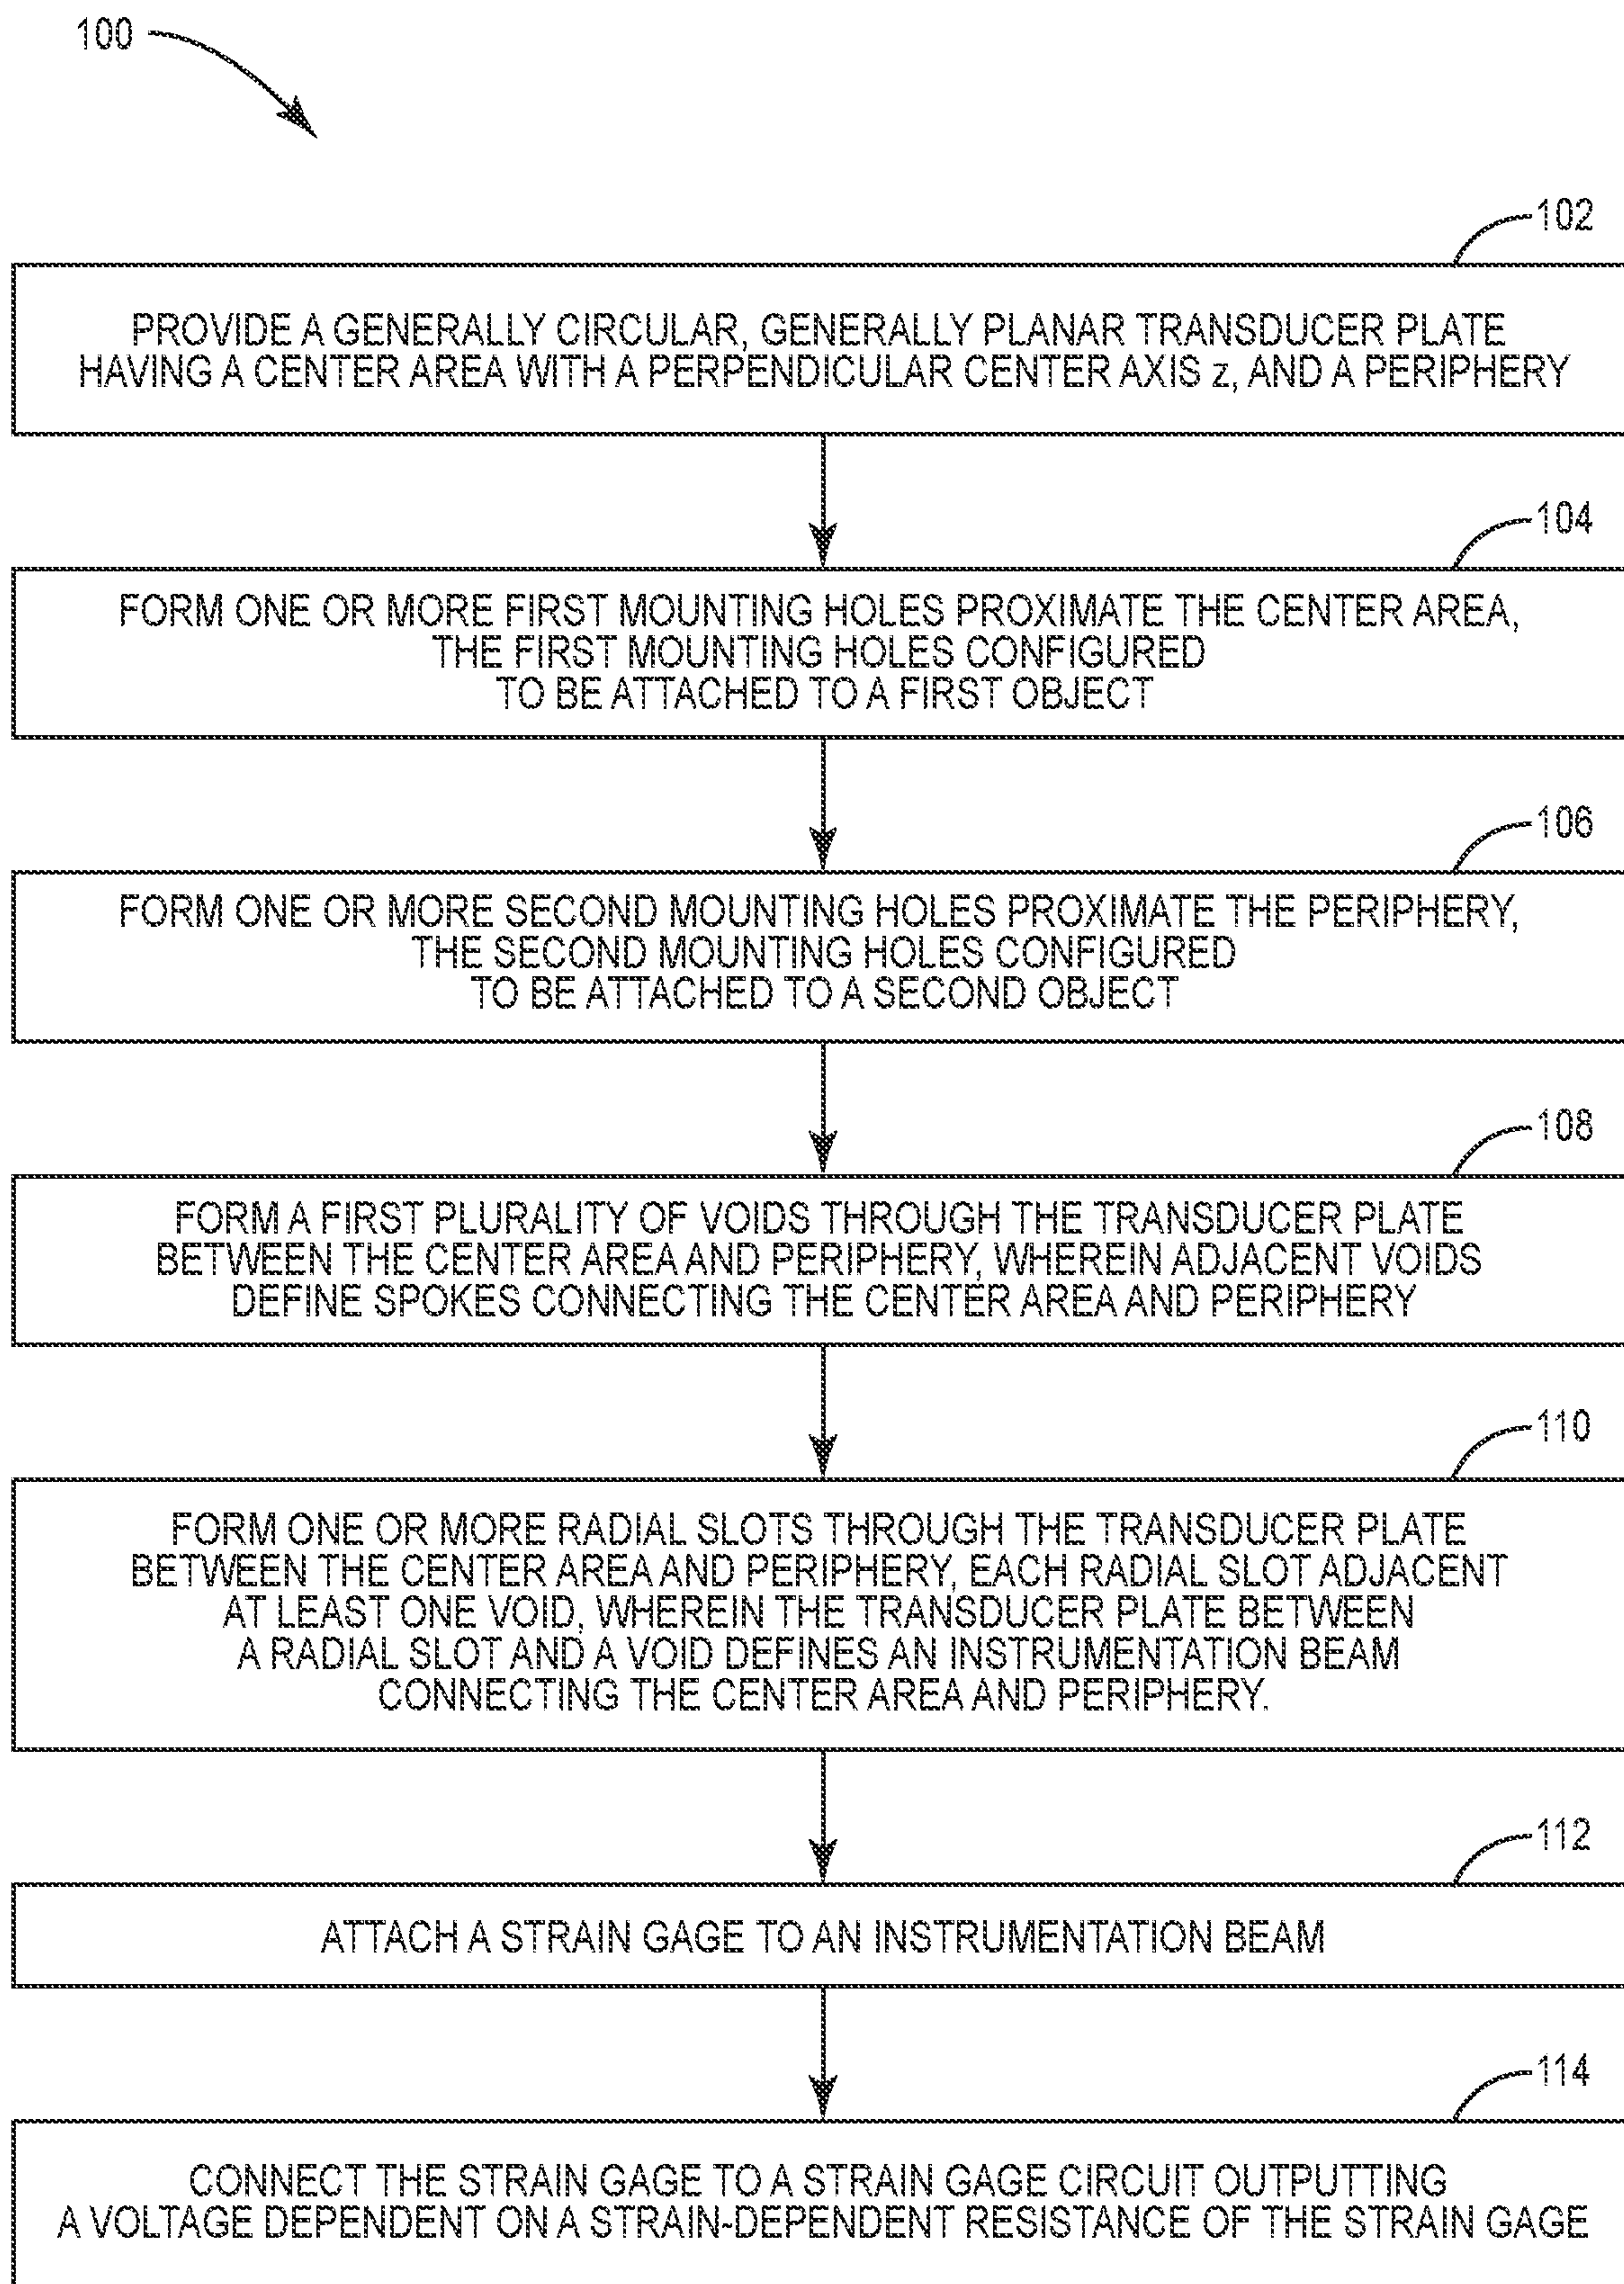 100
102
PROVIDE A GENERALLY CIRCULAR, GENERALLY PLANAR TRANSDUCER PLATE
HAVING A CENTER AREA WITH A PERPENDICULAR CENTER AXIS z, AND A PERIPHERY
104
FORM ONE OR MORE FIRST MOUNTING HOLES PROXIMATE THE CENTER AREA,
THE FIRST MOUNTING HOLES CONFIGURED
TO BE ATTACHED TO A FIRST OBJECT
106
FORM ONE OR MORE SECOND MOUNTING HOLES PROXIMATE THE PERIPHERY,
THE SECOND MOUNTING HOLES CONFIGURED
TO BE ATTACHED TO A SECOND OBJECT
108
FORM A FIRST PLURALITY OF VOIDS THROUGH THE TRANSDUCER PLATE
BETWEEN THE CENTER AREA AND PERIPHERY, WHEREIN ADJACENT VOIDS
DEFINE SPOKES CONNECTING THE CENTER AREA AND PERIPHERY
110
FORM ONE OR MORE RADIAL SLOTS THROUGH THE TRANSDUCER PLATE
BETWEEN THE CENTER AREA AND PERIPHERY, EACH RADIAL SLOT ADJACENT
AT LEAST ONE VOID, WHEREIN THE TRANSDUCER PLATE BETWEEN
A RADIAL SLOT AND A VOID DEFINES AN INSTRUMENTATION BEAM
CONNECTING THE CENTER AREA AND PERIPHERY.
112
ATTACH A STRAIN GAGE TO AN INSTRUMENTATION BEAM
114
CONNECT THE STRAIN GAGE TO A STRAIN GAGE CIRCUIT OUTPUTTING
A VOLTAGE DEPENDENT ON A STRAIN-DEPENDENT RESISTANCE OF THE STRAIN GAGE